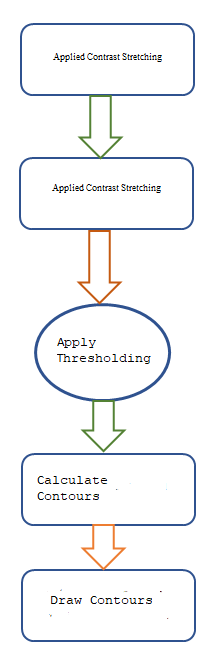 Applied Contrast Stretching
Applied Contrast Stretching
Apply
Thresholding
Calculate
Contours
Draw Contours